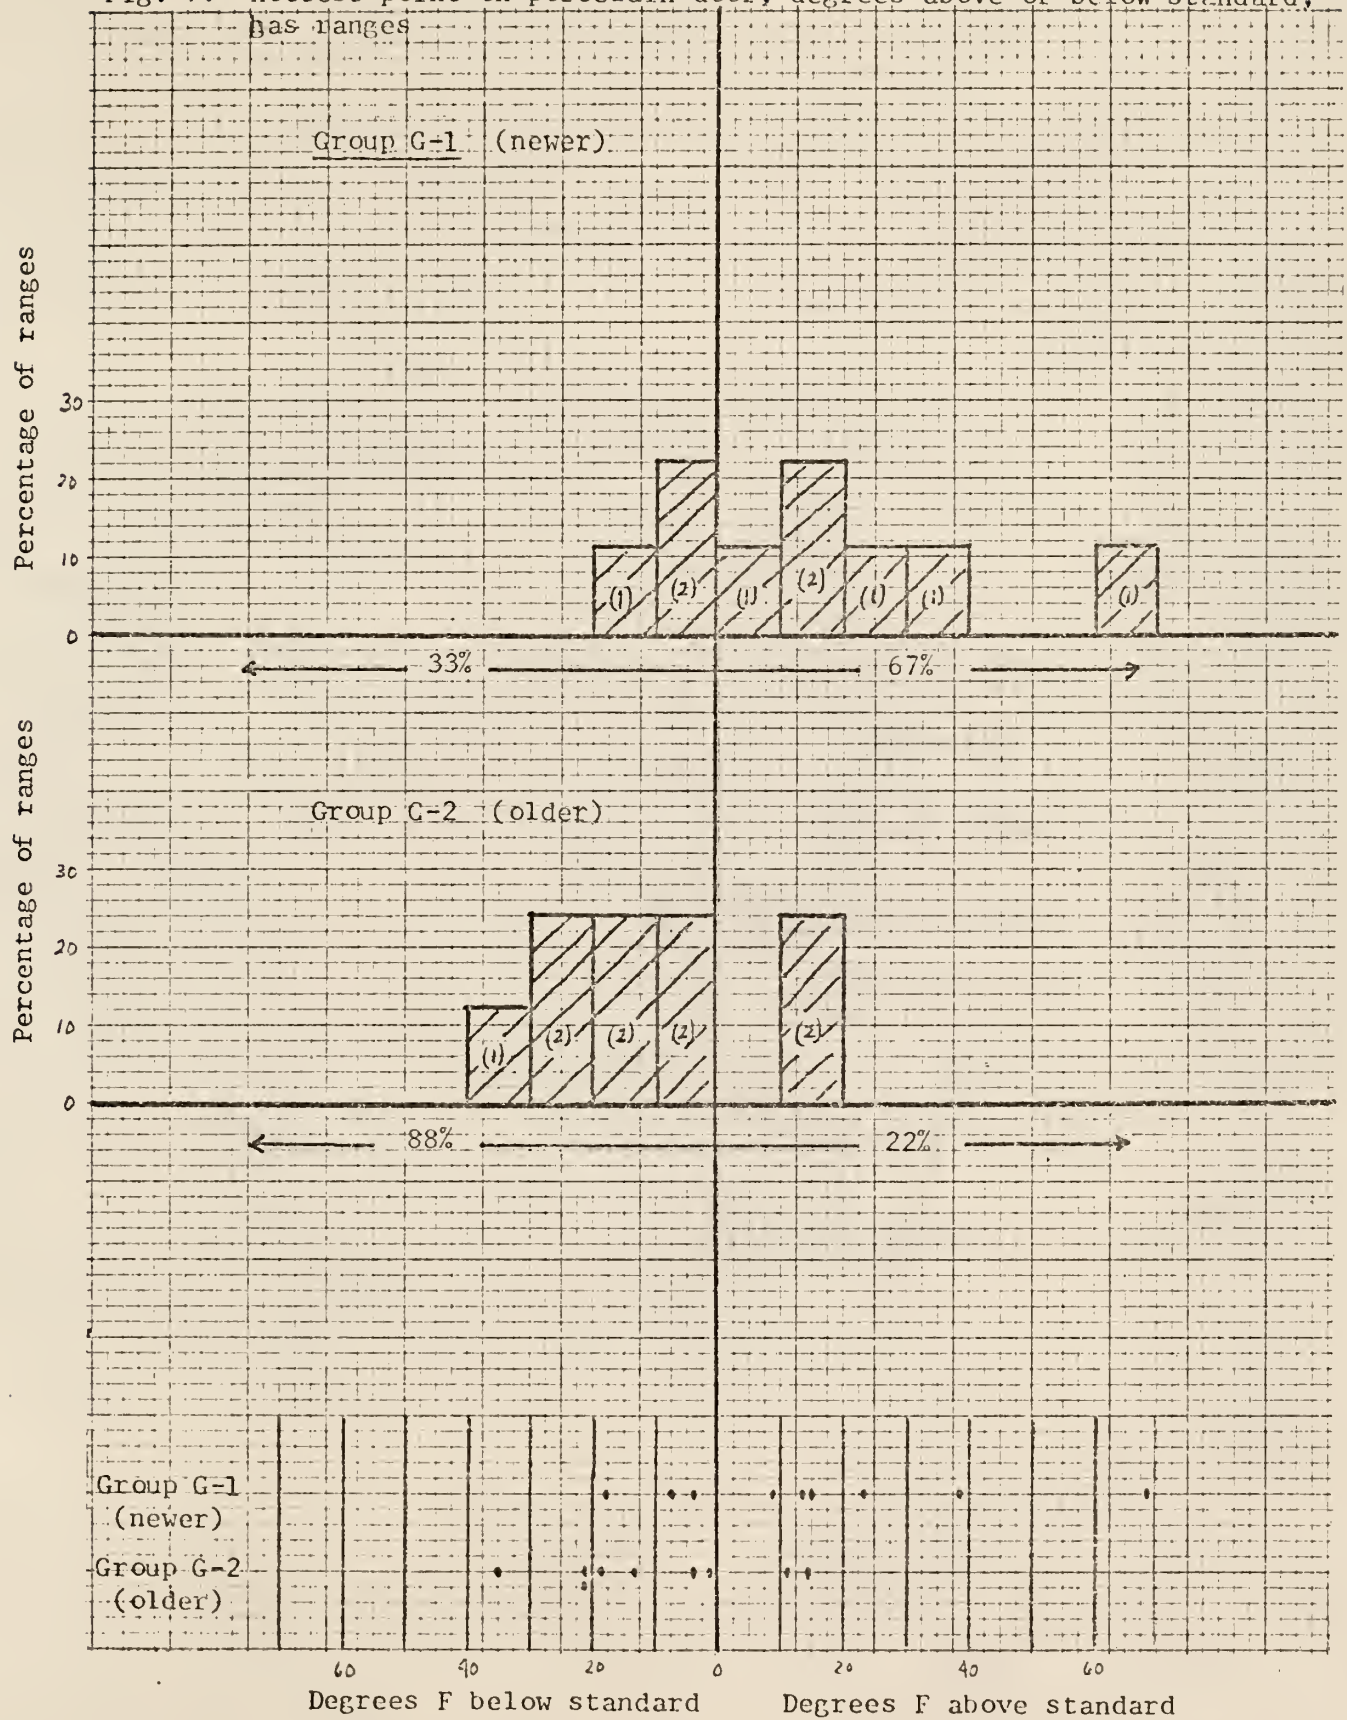 has ranges
Group G-1 (newer)
Percentage of ranges
30
20
10
0
(1)
(2)
(1)
(2)
(1)
(1)
(1)
33%
67%
Group G-2 (older)
Percentage of ranges
30
20
10
0
(1)
(2)
(2)
(2)
(2)
88%
22%
Group G-1
(newer)
Group G-2
(older)
60 40 20 0 20 40 60
Degrees F below standard Degrees F above standard